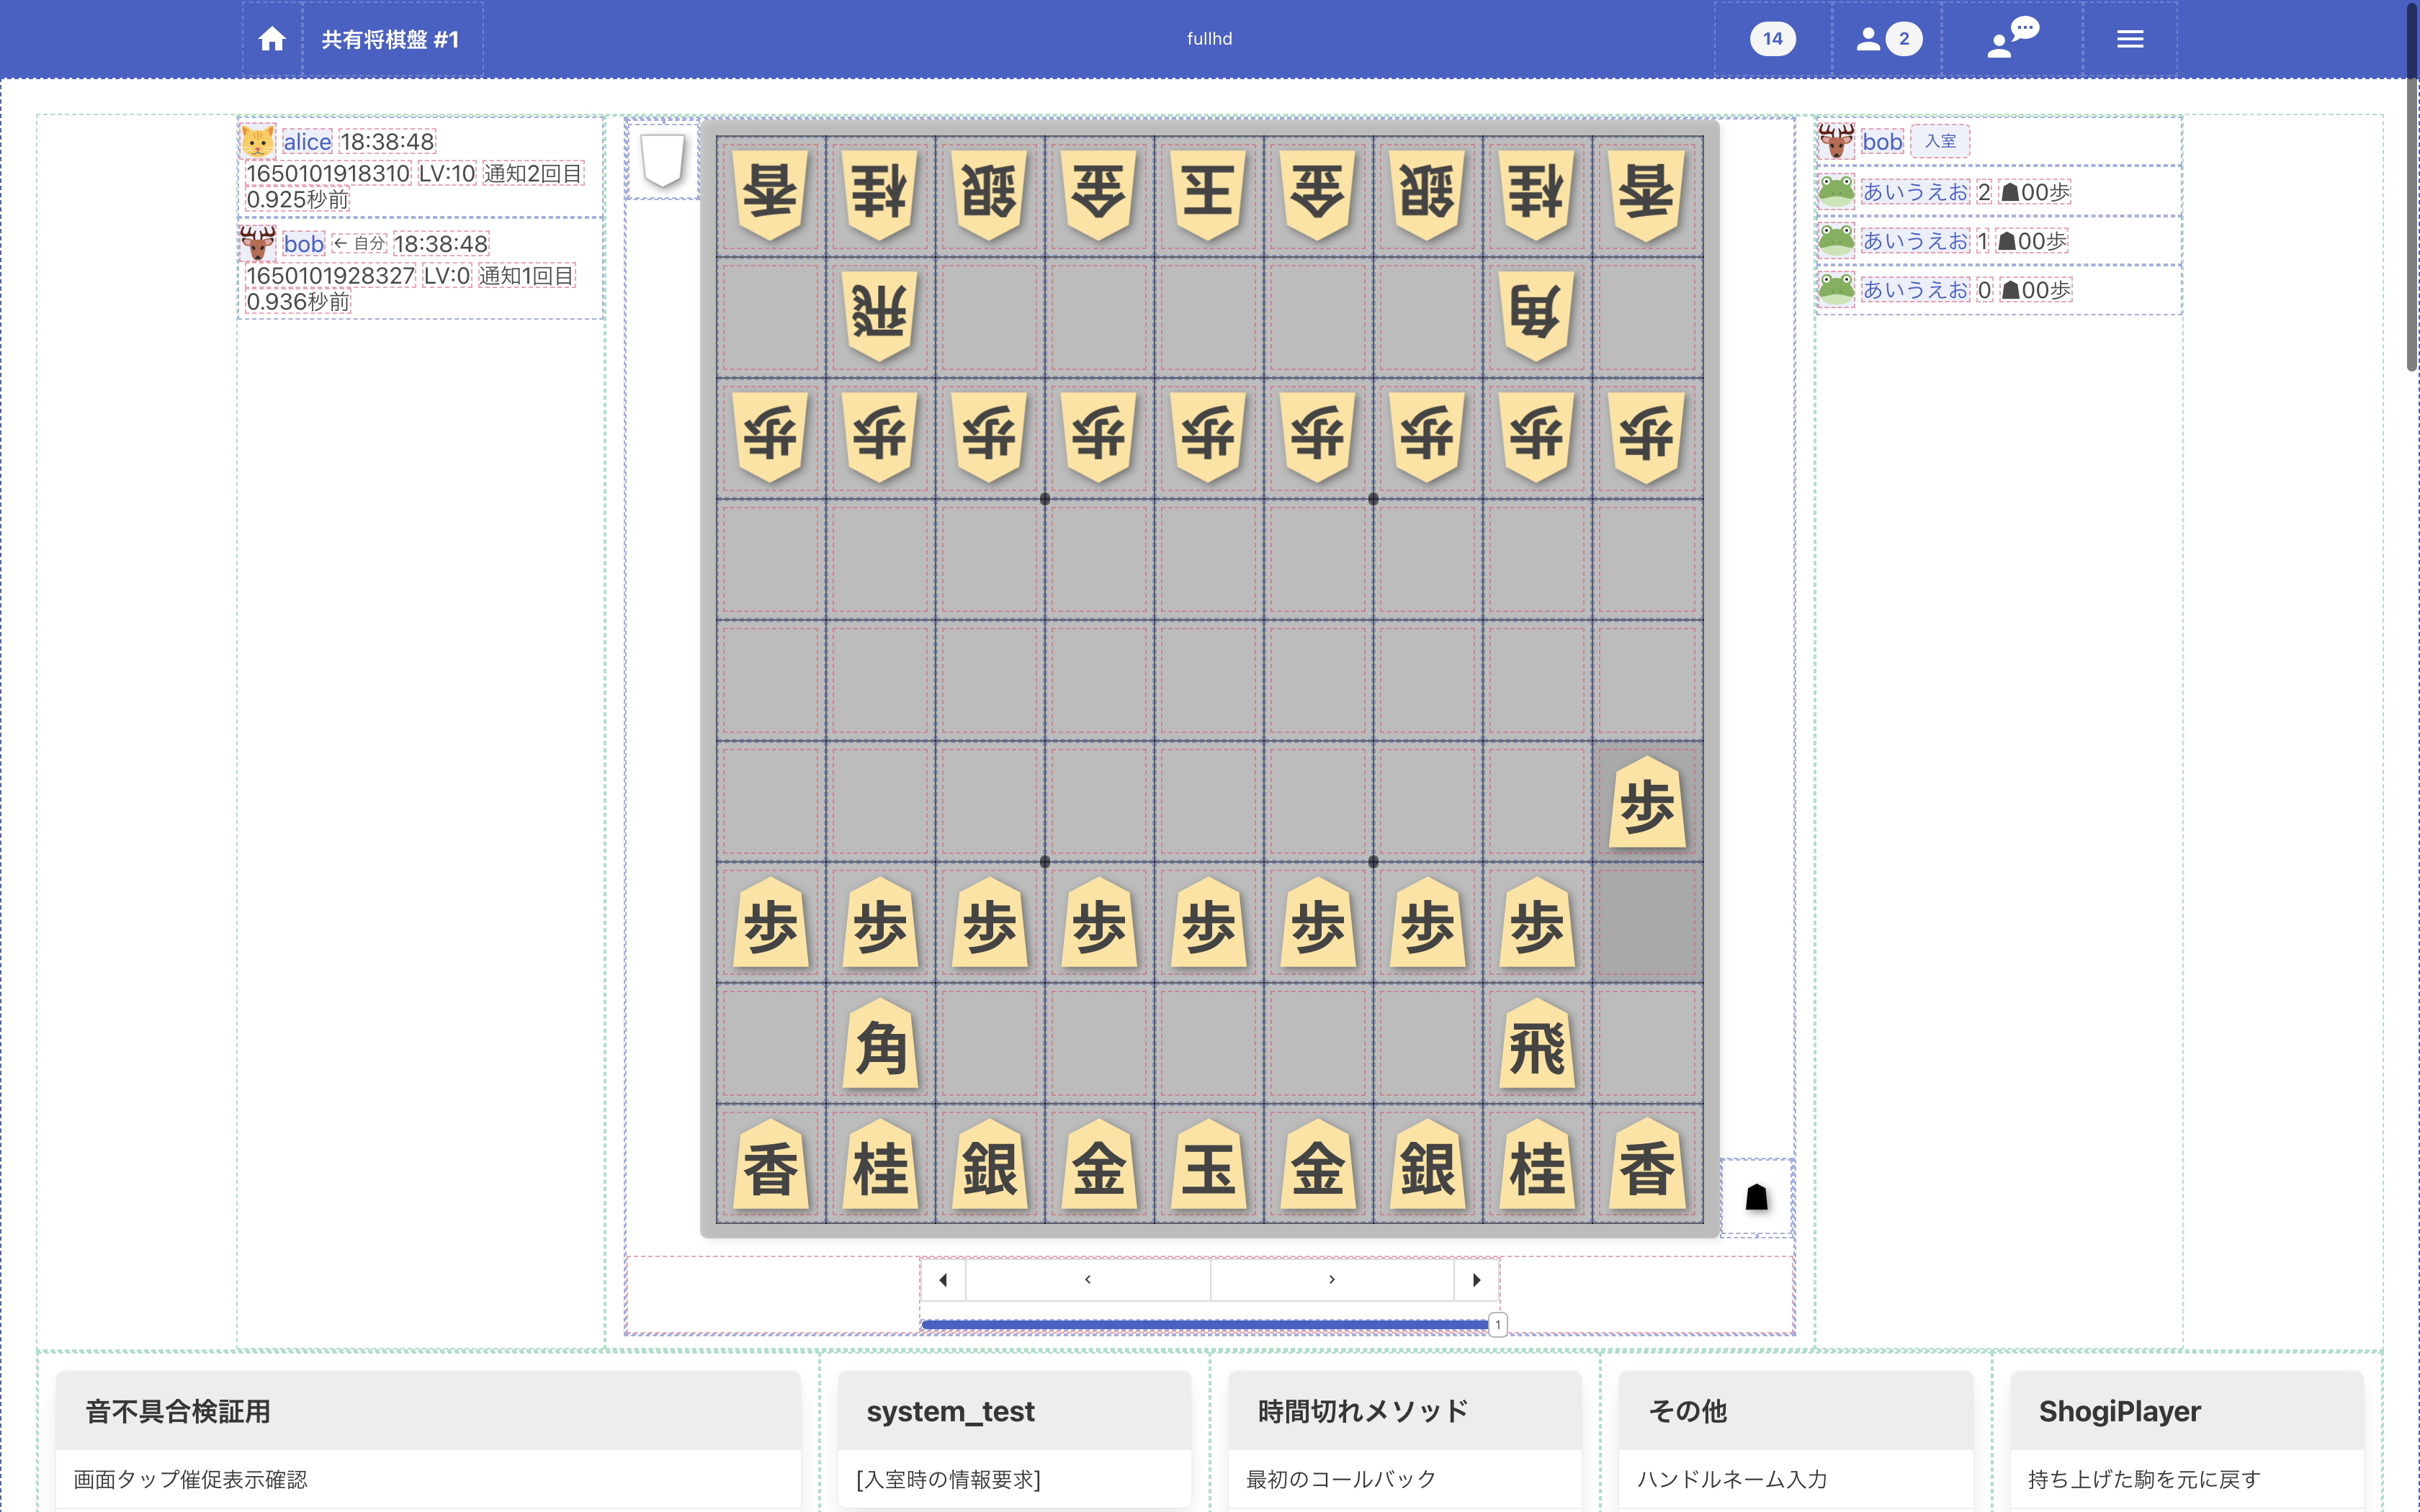 共有将棋盤 #1
fullhd
14
2
alice 18:38:48
1650101918310 LV:10 通知2回目
0.925秒前
bob ← 自分 18:38:48
1650101928327 LV:0 通知1回目
0.936秒前
香 桂 銀 金 玉 金 銀 桂 香
飛 角
歩 歩 歩 歩 歩 歩 歩 歩 歩
歩
歩 歩 歩 歩 歩 歩 歩 歩
角 飛
香 桂 銀 金 玉 金 銀 桂 香
1
bob 入室
あいうえお 2 ☗00歩
あいうえお 1 ☗00歩
あいうえお 0 ☗00歩
音不具合検証用
画面タップ催促表示確認
system_test
[入室時の情報要求]
時間切れメソッド
最初のコールバック
その他
ハンドルネーム入力
ShogiPlayer
持ち上げた駒を元に戻す